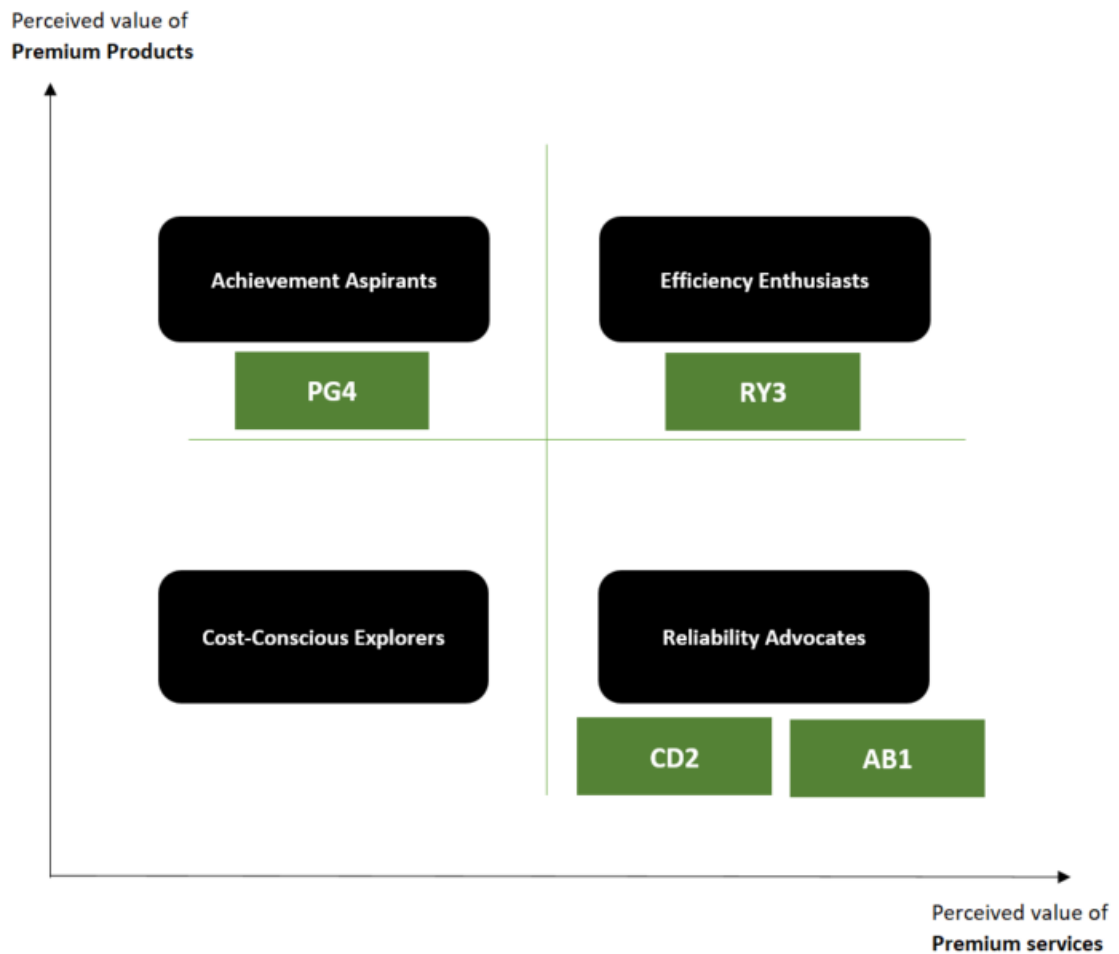 Perceived value of
Premium Products
Achievement Aspirants
Efficiency Enthusiasts
PG4
RY3
Cost-Conscious Explorers
Reliability Advocates
CD2
AB1
Perceived value of
Premium services